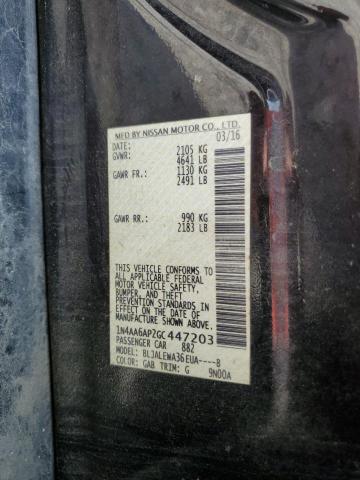 MFD BY NISSAN MOTOR CO., LTD.
DATE: 03/16
GVWR: 2105 KG
4641 LB
GAWR FR.: 1130 KG
2491 LB
GAWR RR.: 990 KG
2183 LB
THIS VEHICLE CONFORMS TO
ALL APPLICABLE FEDERAL
MOTOR VEHICLE SAFETY,
BUMPER, AND THEFT
PREVENTION STANDARDS IN
EFFECT ON THE DATE OF
MANUFACTURE SHOWN ABOVE.
1N4AA6AP2GC447203
PASSENGER CAR 882
MODEL: BLJALEWA36EUA----B
COLOR: GAB TRIM: G 9N00A